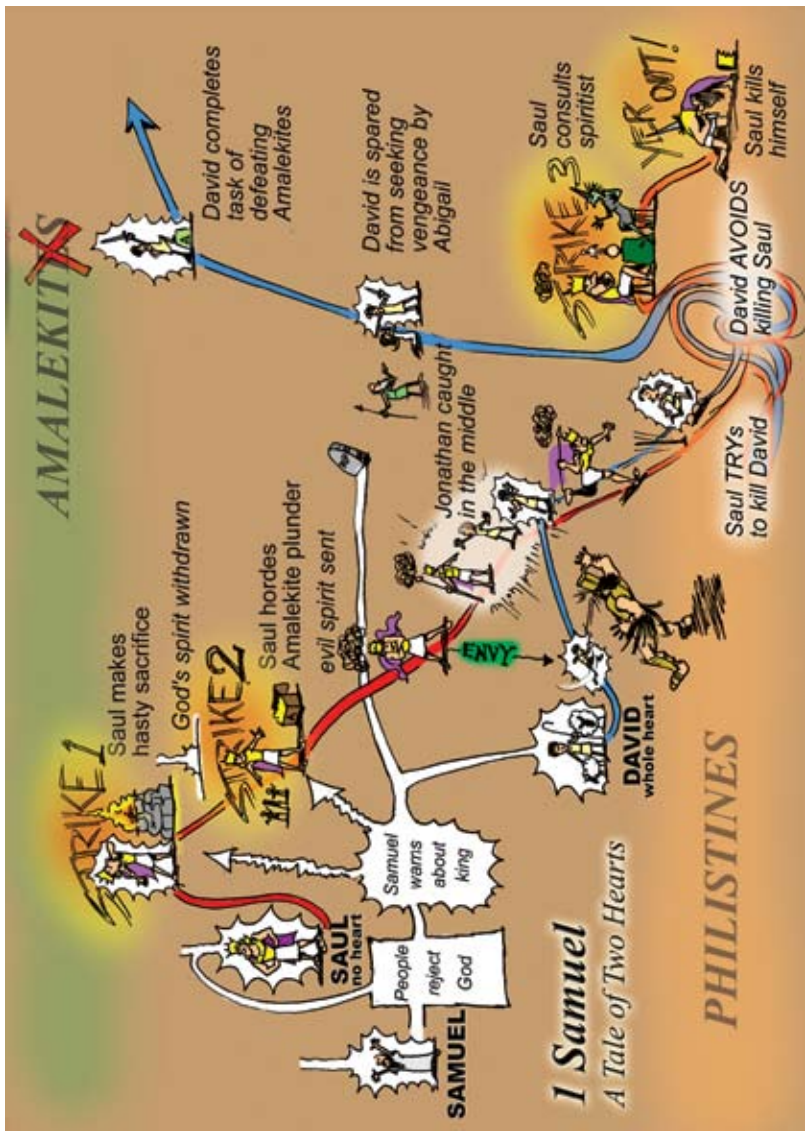 AMALEKITES
STRIKE 1
Saul makes
hasty sacrifice
God's spirit withdrawn
STRIKE 2
Saul hordes
Amalekite plunder
evil spirit sent
SAUL
no heart
SAMUEL
People
reject
God
Samuel
warns
about
king
DAVID
whole heart
ENVY
Jonathan caught
in the middle
Saul TRYs
to kill David
David AVOIDS
killing Saul
David is spared
from seeking
vengeance by
Abigail
David completes
task of
defeating
Amalekites
STRIKE 3
Saul
consults
spiritist
YER
OUT!
Saul kills
himself
1 Samuel
A Tale of Two Hearts
PHILISTINES